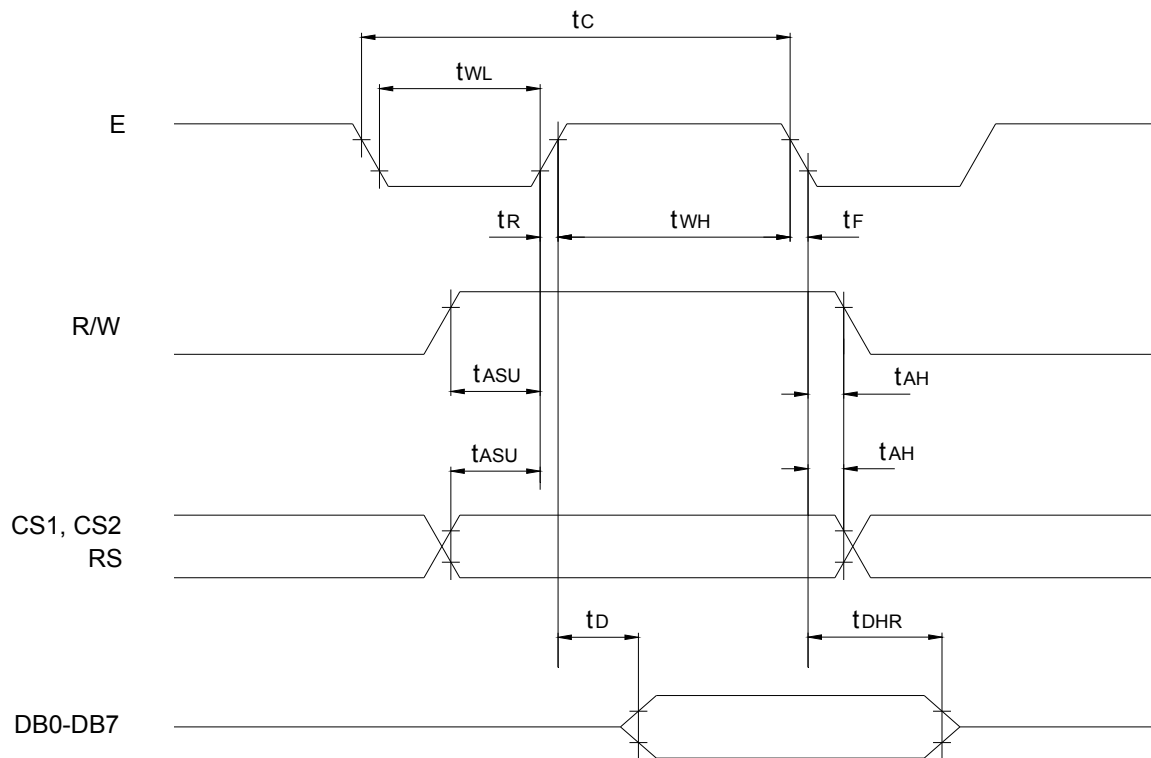 tC
tWL
E
tR
tWH
tF
R/W
tASU
tAH
tASU
tAH
CS1, CS2
RS
tD
tDHR
DB0-DB7